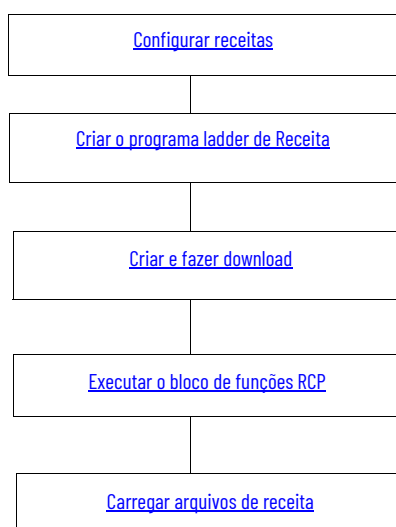 Configurar receitas
Criar o programa ladder de Receita
Criar e fazer download
Executar o bloco de funções RCP
Carregar arquivos de receita